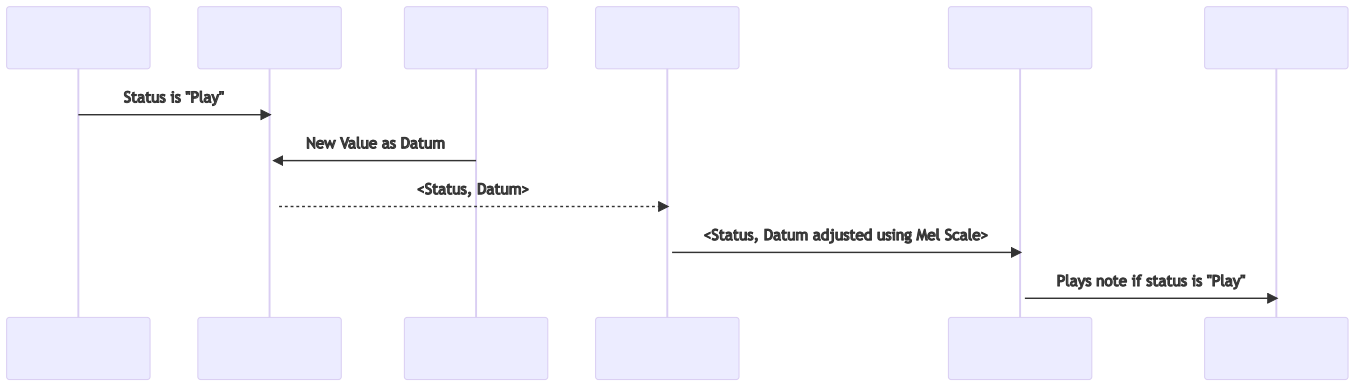 Status is "Play"
New Value as Datum
<Status, Datum>
<Status, Datum adjusted using Mel Scale>
Plays note if status is "Play"